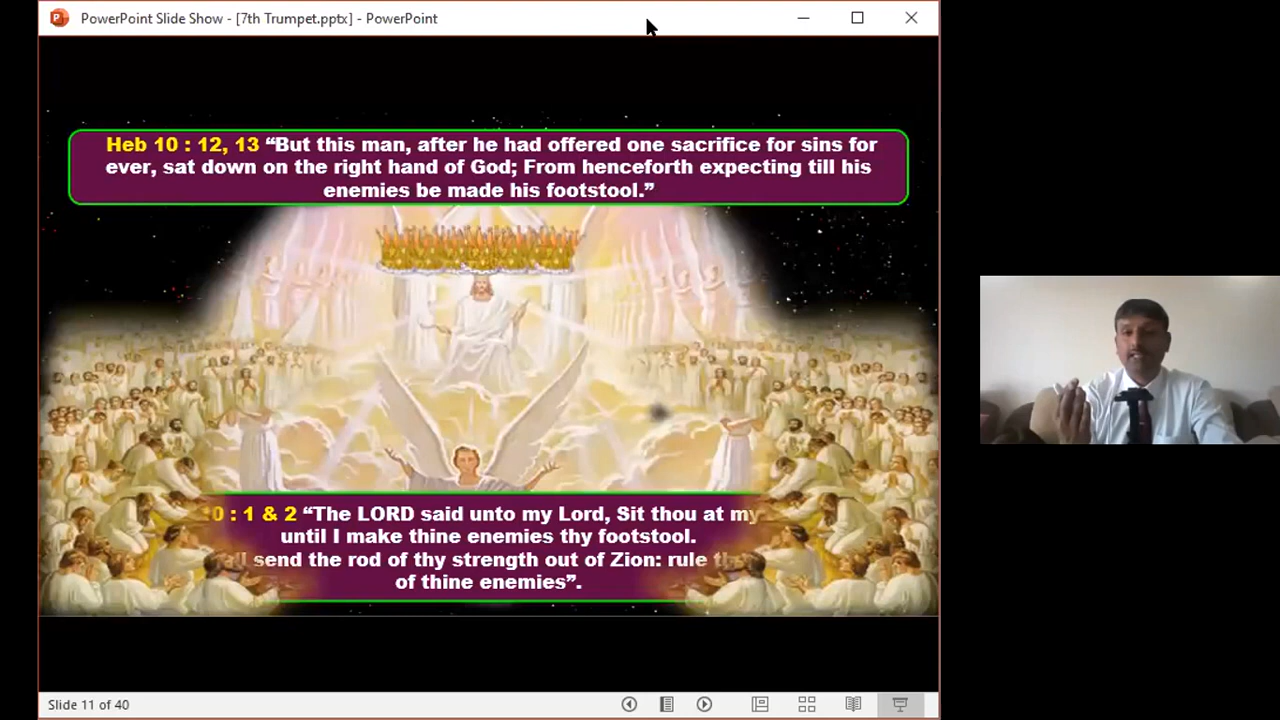 PowerPoint Slide Show - [7th Trumpet.pptx] - PowerPoint
Heb 10 : 12, 13 “But this man, after he had offered one sacrifice for sins for
ever, sat down on the right hand of God; From henceforth expecting till his
enemies be made his footstool.”
0 : 1 & 2 “The LORD said unto my Lord, Sit thou at my
until I make thine enemies thy footstool.
send the rod of thy strength out of Zion: rule
of thine enemies”.
Slide 11 of 40